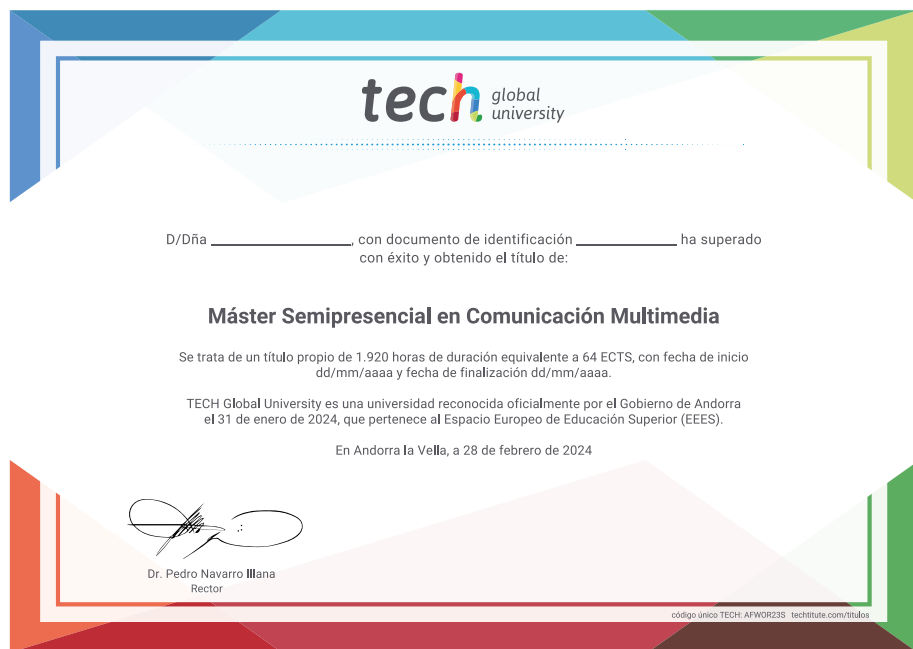 tech global university
D/Dña ____________________, con documento de identificación ______________ ha superado
con éxito y obtenido el título de:
Máster Semipresencial en Comunicación Multimedia
Se trata de un título propio de 1.920 horas de duración equivalente a 64 ECTS, con fecha de inicio
dd/mm/aaaa y fecha de finalización dd/mm/aaaa.
TECH Global University es una universidad reconocida oficialmente por el Gobierno de Andorra
el 31 de enero de 2024, que pertenece al Espacio Europeo de Educación Superior (EEES).
En Andorra la Vella, a 28 de febrero de 2024
Dr. Pedro Navarro Illana
Rector
código único TECH: AFWOR23S techtitute.com/titulos